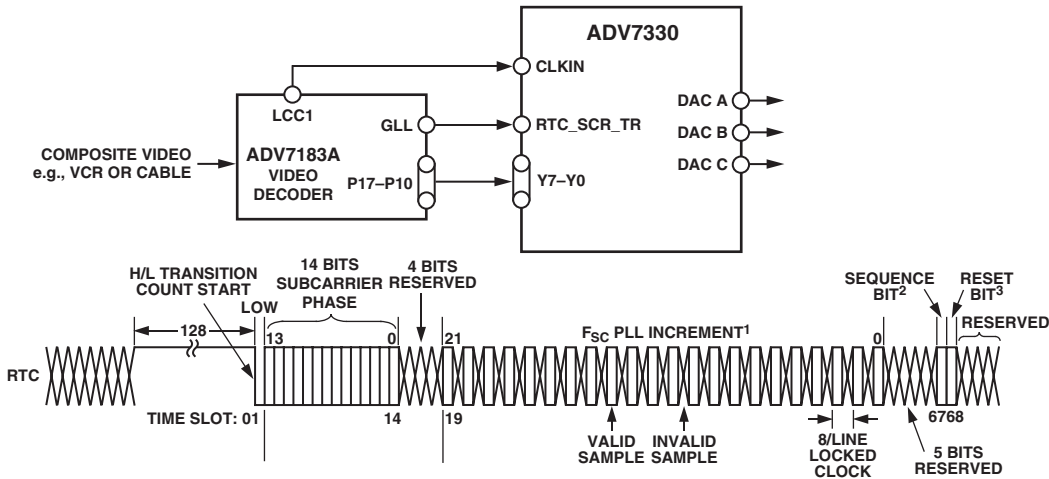 ADV7330
CLKIN
LCC1
GLL
RTC_SCR_TR
DAC A
DAC B
DAC C
COMPOSITE VIDEO
e.g., VCR OR CABLE
ADV7183A
VIDEO
DECODER
P17–P10
Y7–Y0
H/L TRANSITION
COUNT START
LOW
14 BITS
SUBCARRIER
PHASE
4 BITS
RESERVED
SEQUENCE
BIT2
RESET
BIT3
RESERVED
128
13
0
21
FSC PLL INCREMENT1
0
RTC
TIME SLOT: 01
14
19
VALID
SAMPLE
INVALID
SAMPLE
8/LINE
LOCKED
CLOCK
6768
5 BITS
RESERVED